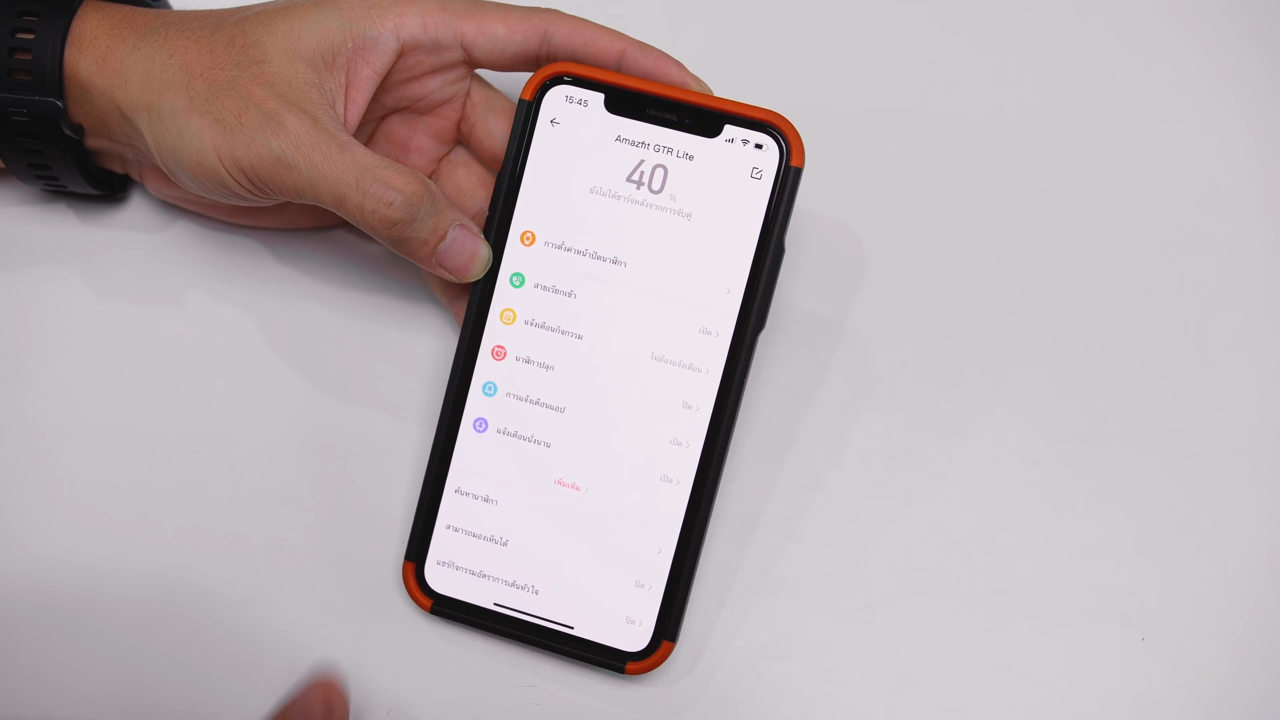 15:45
Amazfit GTR Lite
40 %
ยังไม่ได้ชาร์จหลังจากการจับคู่
การตั้งค่าหน้าปัดนาฬิกา
สายเรียกเข้า
เปิด
แจ้งเตือนกิจกรรม
ไม่ต้องแจ้งเตือน
นาฬิกาปลุก
ปิด
การแจ้งเตือนแอป
เปิด
แจ้งเตือนนั่งนาน
เปิด
เพิ่มเติม
ค้นหานาฬิกา
สามารถมองเห็นได้
ปิด
แชร์กิจกรรมอัตราการเต้นหัวใจ
ปิด